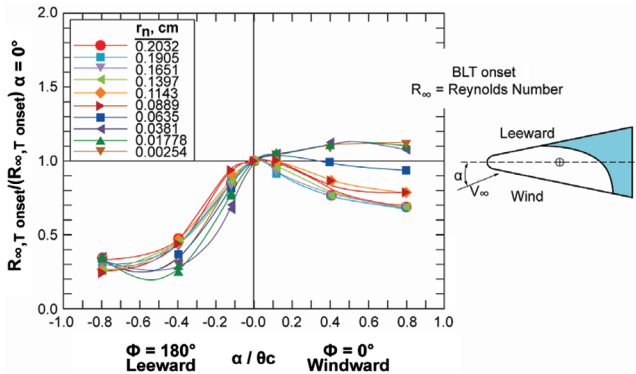 R∞,T onset/(R∞,T onset) α = 0°
2.0
1.5
1.0
0.5
0.0
rn, cm
0.2032
0.1905
0.1651
0.1397
0.1143
0.0889
0.0635
0.0381
0.01778
0.00254
-1.0 -0.8 -0.6 -0.4 -0.2 0.0 0.2 0.4 0.6 0.8 1.0
Φ = 180°
Leeward
α / θc
Φ = 0°
Windward
BLT onset
R∞ = Reynolds Number
Leeward
α
V∞
Wind